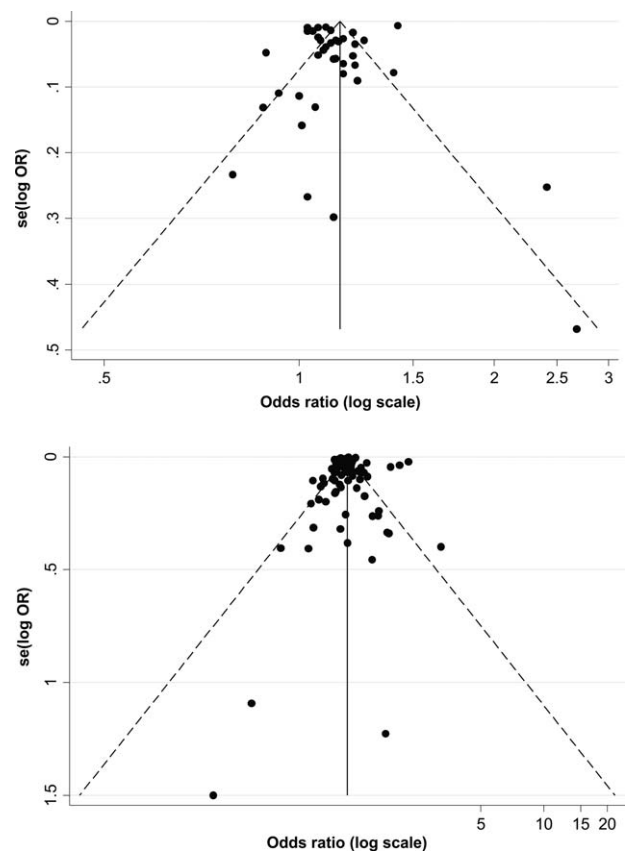 0
.1
.2
.3
.4
.5
se(log OR)
.5 1 1.5 2 2.5 3
Odds ratio (log scale)
0
.5
1
1.5
se(log OR)
5 10 15 20
Odds ratio (log scale)